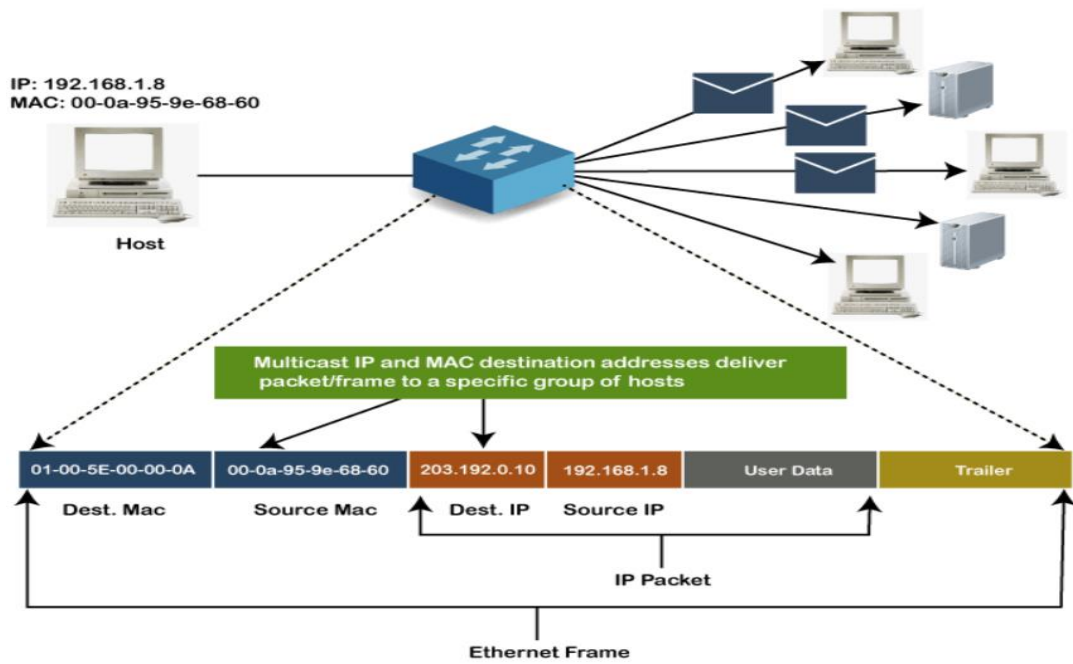 IP: 192.168.1.8
MAC: 00-0a-95-9e-68-60
Host
Multicast IP and MAC destination addresses deliver
packet/frame to a specific group of hosts
01-00-5E-00-00-0A 00-0a-95-9e-68-60 203.192.0.10 192.168.1.8 User Data Trailer
Dest. Mac Source Mac Dest. IP Source IP
IP Packet
Ethernet Frame